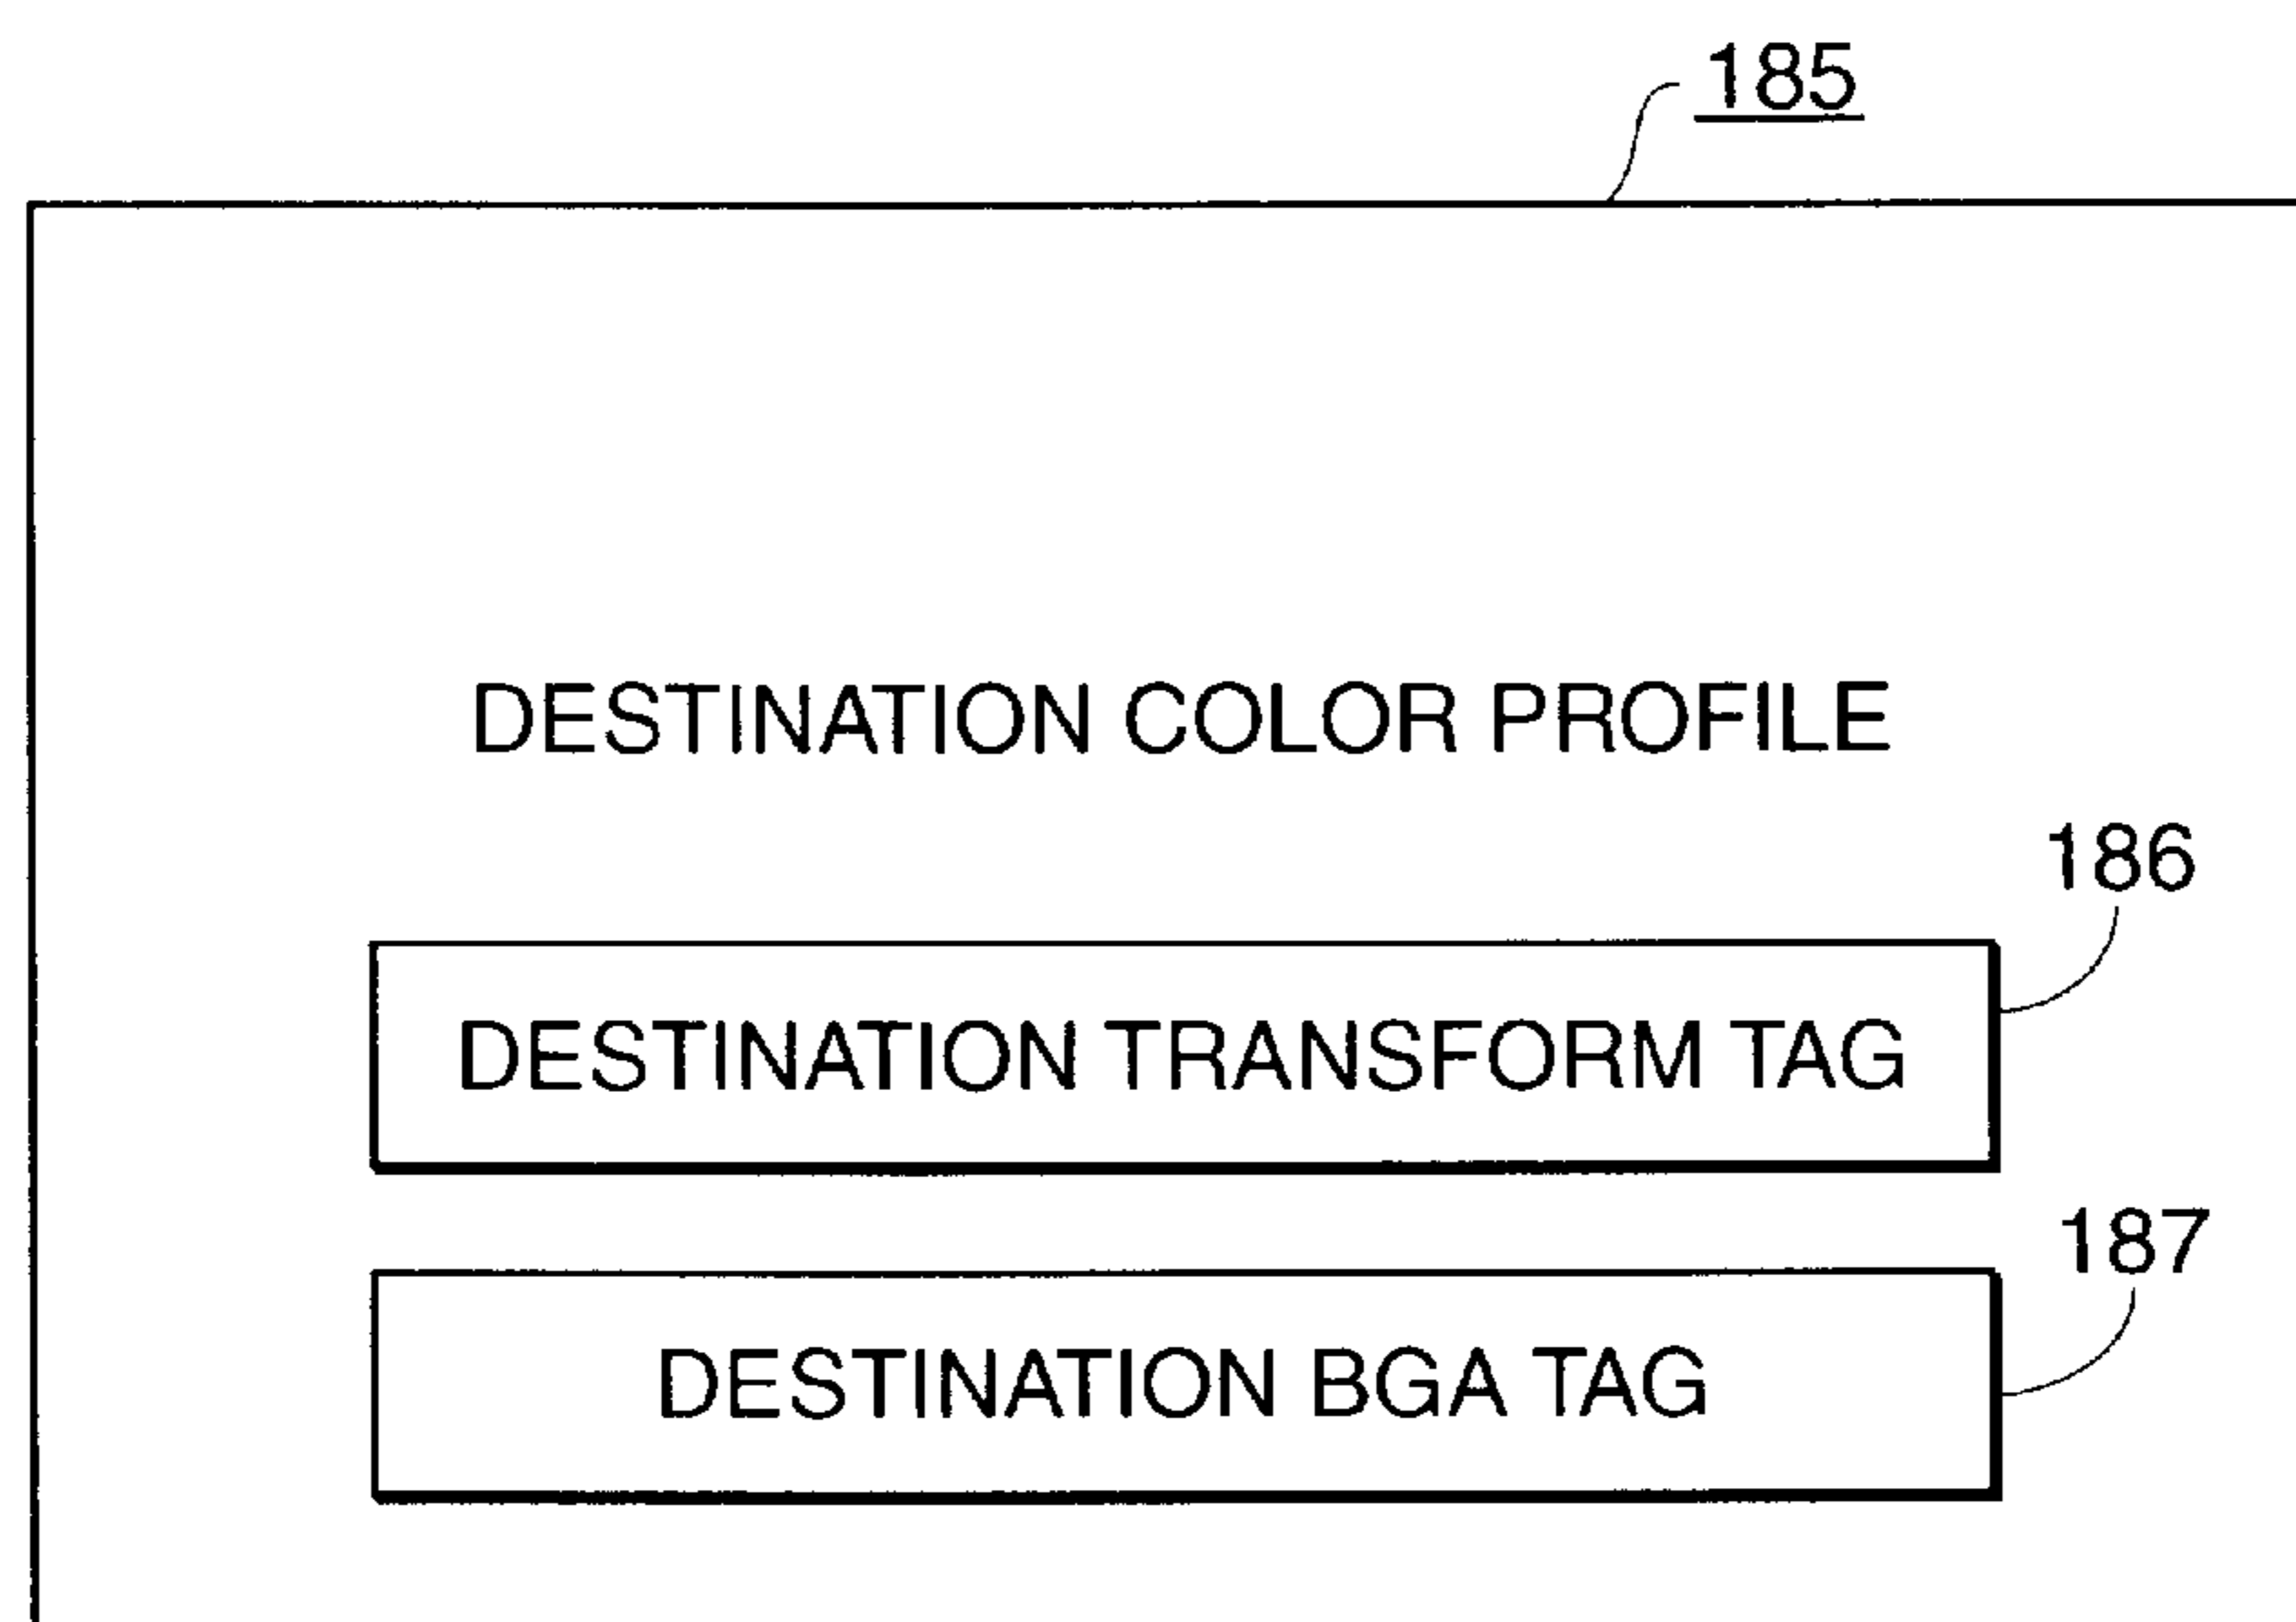 185
DESTINATION COLOR PROFILE
186
DESTINATION TRANSFORM TAG
187
DESTINATION BGA TAG